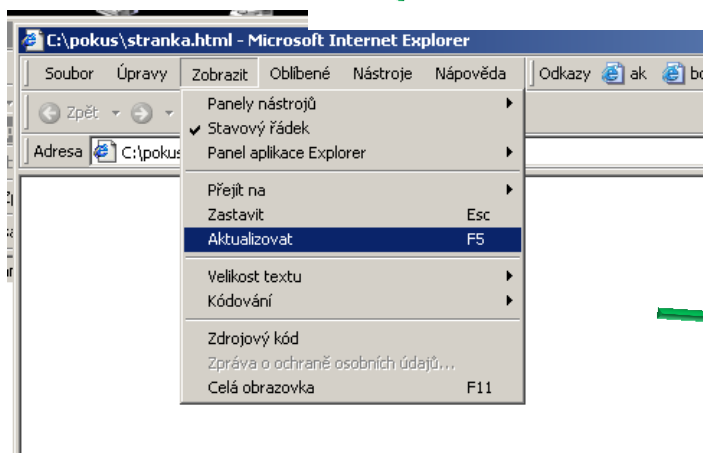 C:\pokus\stranka.html - Microsoft Internet Explorer
Soubor Úpravy Zobrazit Oblíbené Nástroje Nápověda Odkazy ak
Zpět
Adresa
Panely nástrojů
Stavový řádek
Panel aplikace Explorer
Přejít na
Zastavit Esc
Aktualizovat F5
Velikost textu
Kódování
Zdrojový kód
Zpráva o ochraně osobních údajů...
Celá obrazovka F11